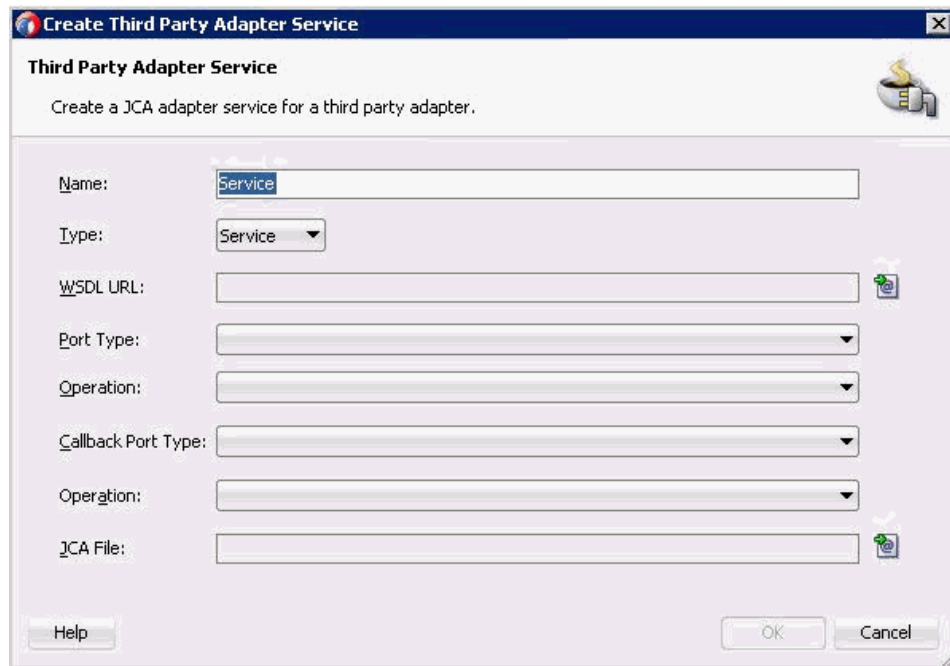 Create Third Party Adapter Service
Third Party Adapter Service
Create a JCA adapter service for a third party adapter.
Name: Service
Type: Service
WSDL URL:
Port Type:
Operation:
Callback Port Type:
Operation:
JCA File:
Help OK Cancel